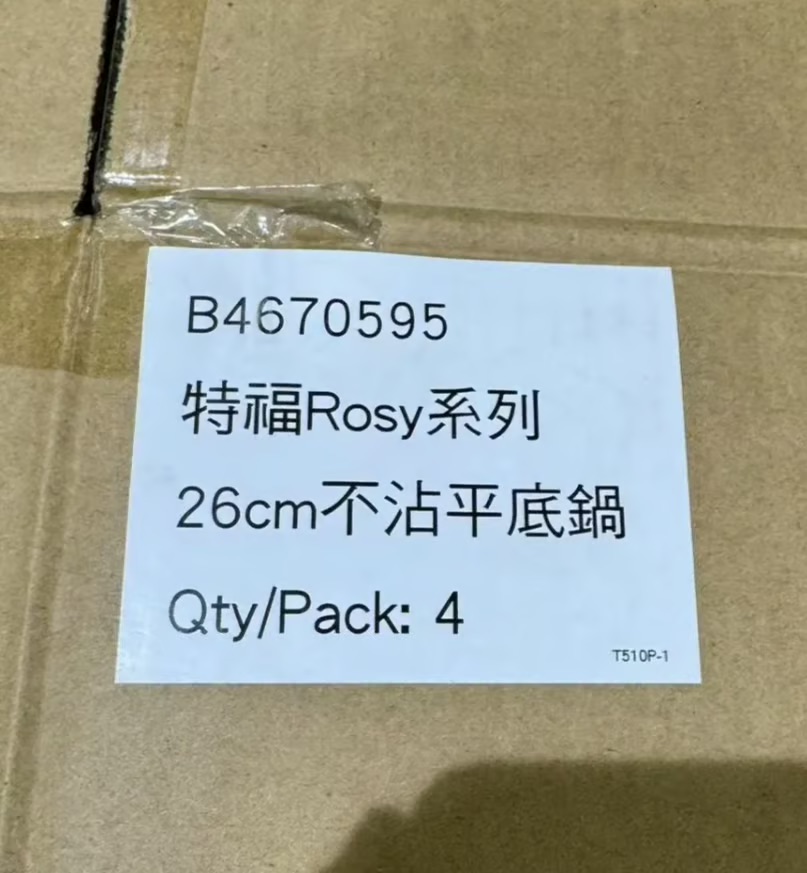 B4670595
特福Rosy系列
26cm不沾平底鍋
Qty/Pack: 4
T510P-1